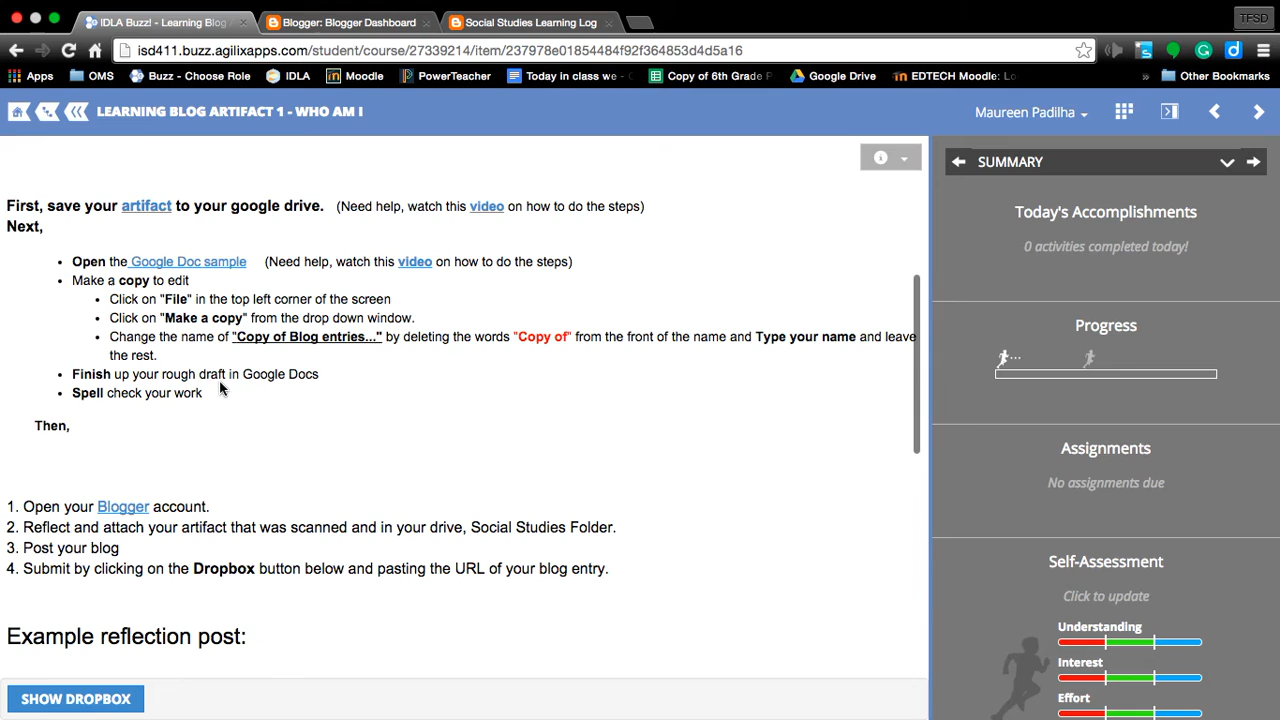 IDLA Buzz! - Learning Blog
Blogger: Blogger Dashboard
Social Studies Learning Log
TFSD
isd411.buzz.agilixapps.com/student/course/27339214/item/237978e01854484f92f364853d4d5a16
Apps OMS Buzz - Choose Role IDLA Moodle PowerTeacher Today in class we - Copy of 6th Grade Google Drive EDTECH Moodle: » Other Bookmarks
LEARNING BLOG ARTIFACT 1 - WHO AM I
Maureen Padilha
SUMMARY
First, save your artifact to your google drive. (Need help, watch this video on how to do the steps)
Next,
• Open the Google Doc sample (Need help, watch this video on how to do the steps)
• Make a copy to edit
• Click on "File" in the top left corner of the screen
• Click on "Make a copy" from the drop down window.
• Change the name of "Copy of Blog entries..." by deleting the words "Copy of" from the front of the name and Type your name and leave
the rest.
• Finish up your rough draft in Google Docs
• Spell check your work
Then,
1. Open your Blogger account.
2. Reflect and attach your artifact that was scanned and in your drive, Social Studies Folder.
3. Post your blog
4. Submit by clicking on the Dropbox button below and pasting the URL of your blog entry.
Example reflection post:
SHOW DROPBOX
Today's Accomplishments
0 activities completed today!
Progress
Assignments
No assignments due
Self-Assessment
Click to update
Understanding
Interest
Effort